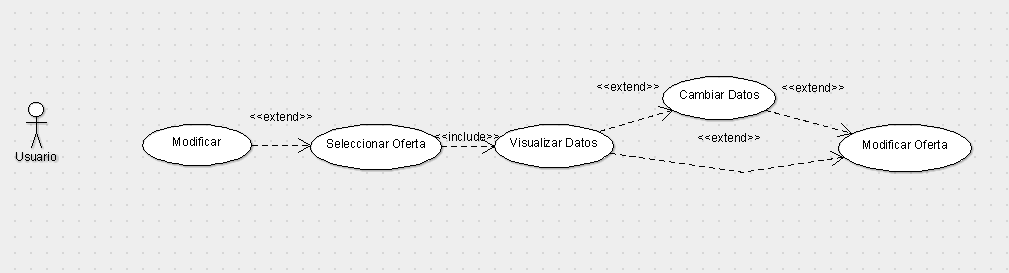 Usuario
Modificar
<<extend>>
Seleccionar Oferta
<<include>>
Visualizar Datos
<<extend>>
Cambiar Datos
<<extend>>
<<extend>>
Modificar Oferta